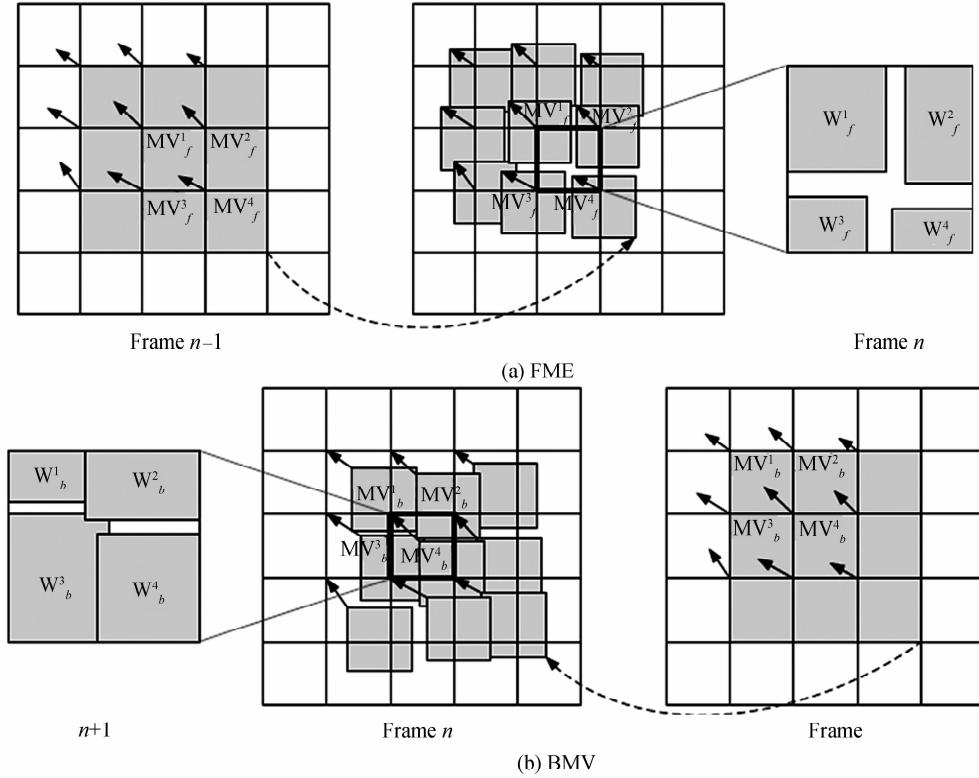 MV¹f MV²f
MV³f MV⁴f
MV¹f MV²f
MV³f MV⁴f
W¹f W²f
W³f W⁴f
Frame n−1
Frame n
(a) FME
W¹b W²b
W³b W⁴b
MV¹b MV²b
MV³b MV⁴b
MV¹b MV²b
MV³b MV⁴b
n+1
Frame n
Frame
(b) BMV